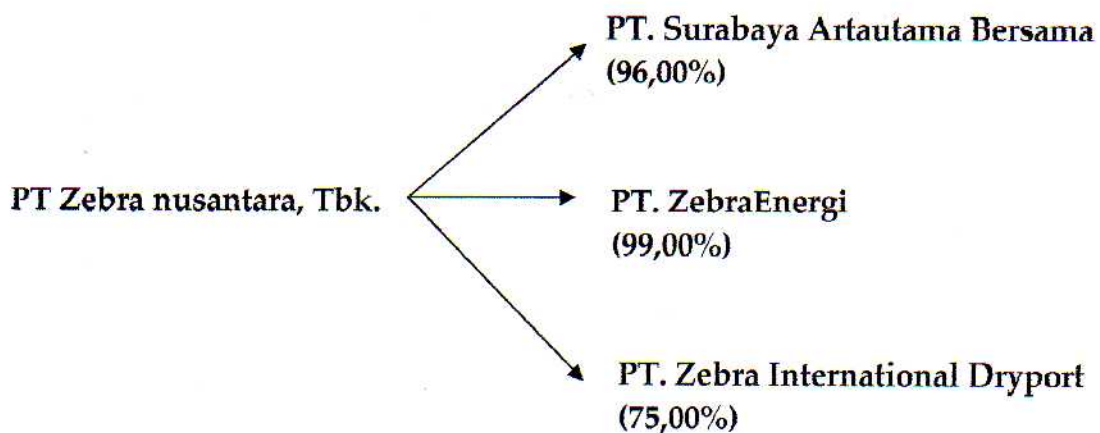 PT. Surabaya Artautama Bersama
(96,00%)
PT Zebra nusantara, Tbk.
PT. ZebraEnergi
(99,00%)
PT. Zebra International Dryport
(75,00%)